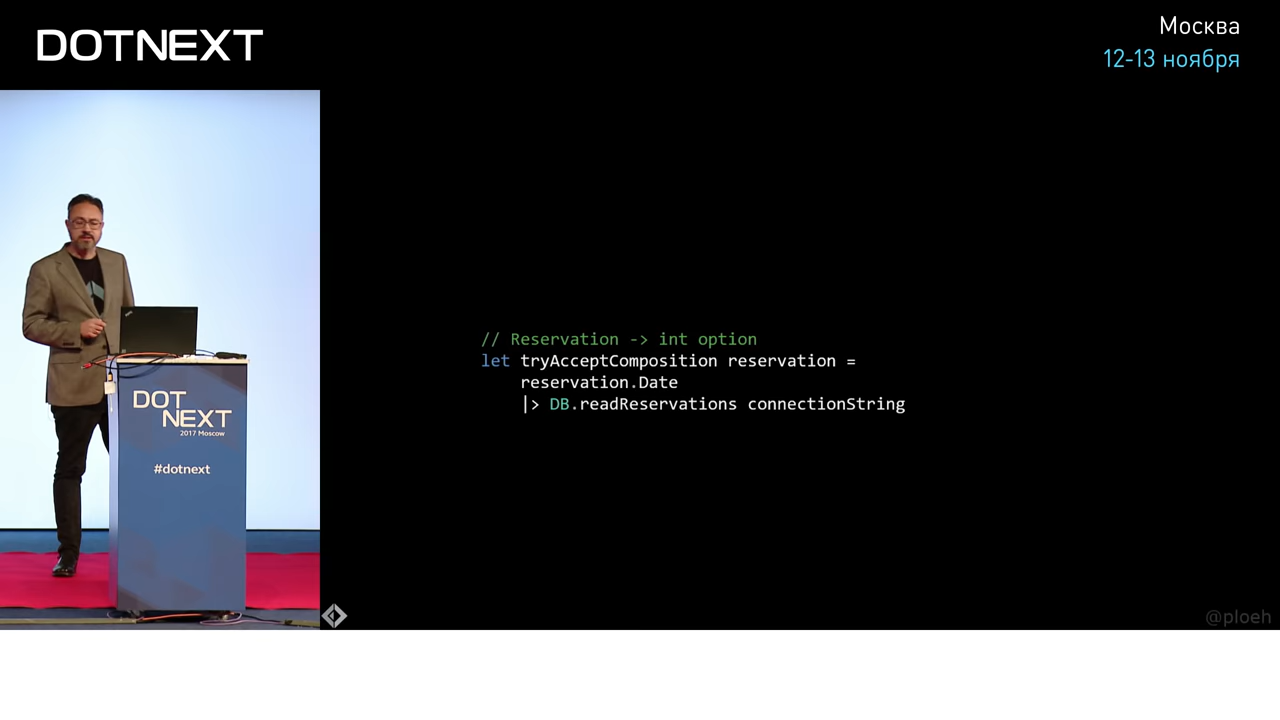 DOTNEXT
Москва
12-13 ноября
// Reservation -> int option
let tryAcceptComposition reservation =
    reservation.Date
    |> DB.readReservations connectionString
DOT
NEXT
2017 Moscow
#dotnext
@ploeh